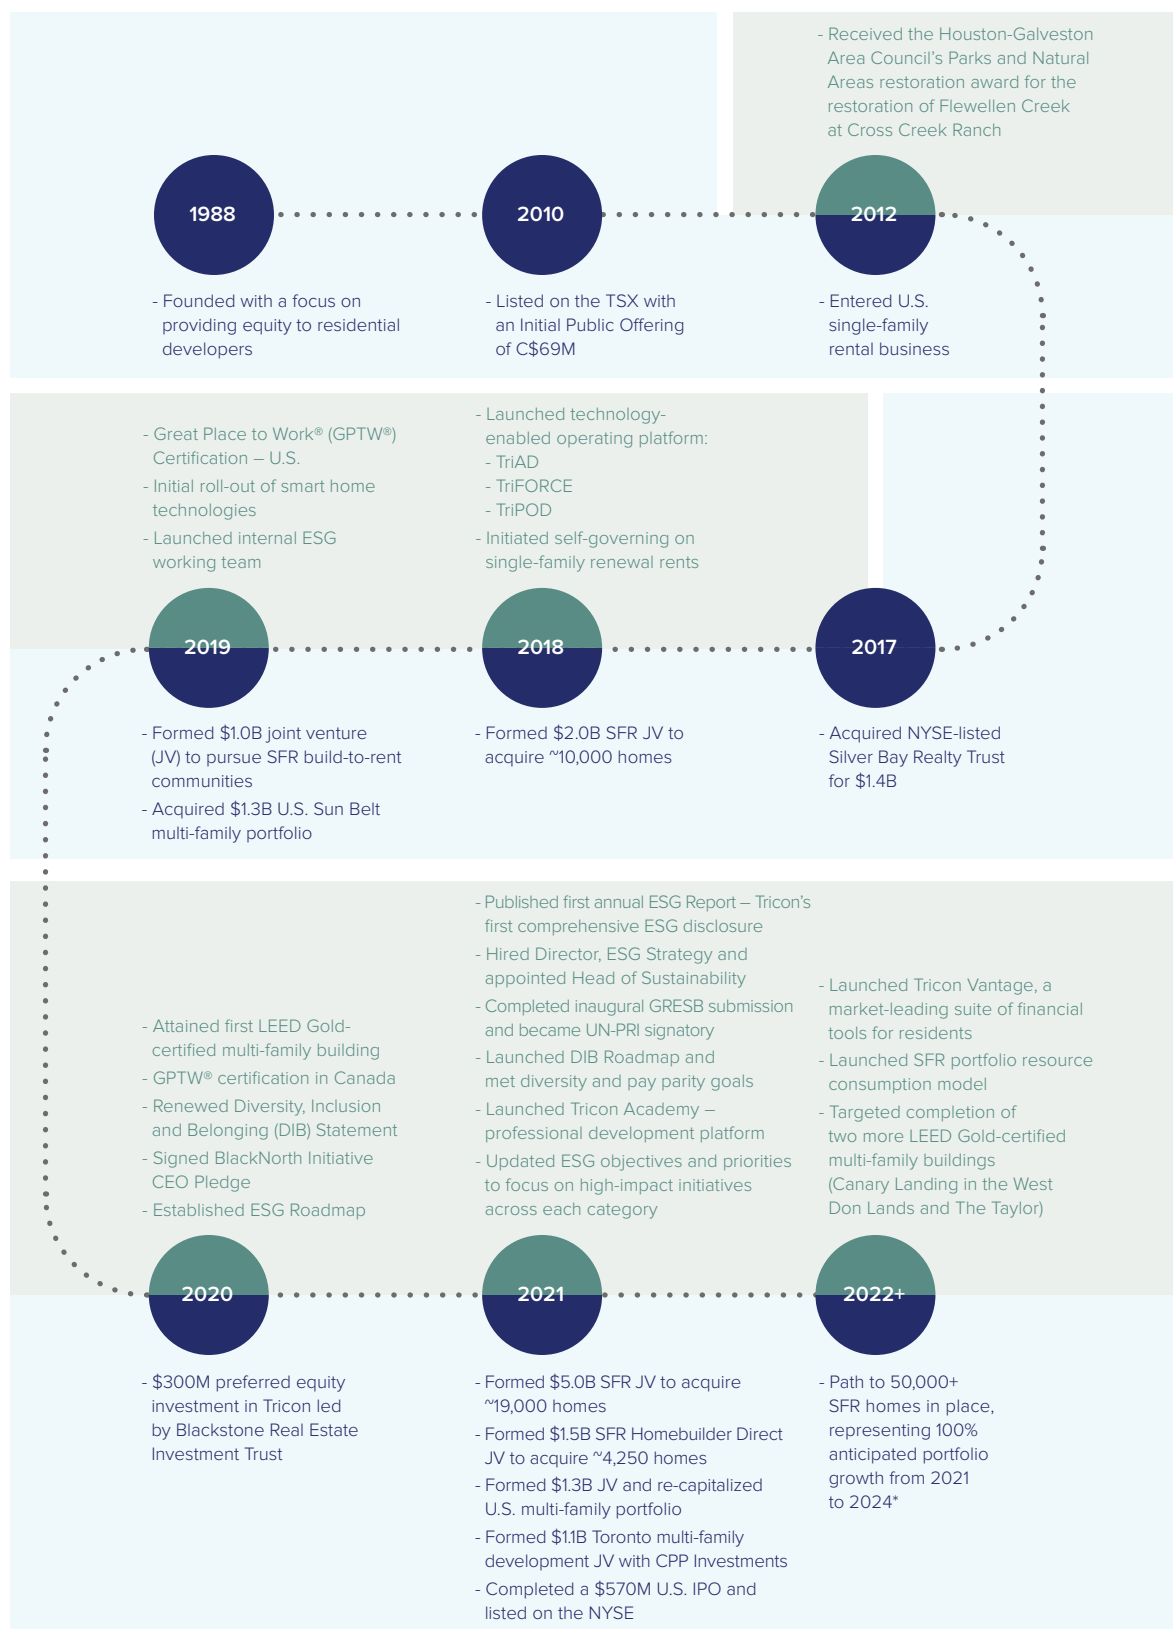 - Received the Houston-Galveston
Area Council's Parks and Natural
Areas restoration award for the
restoration of Flewellen Creek
at Cross Creek Ranch
1988
2010
2012
- Founded with a focus on
providing equity to residential
developers
- Listed on the TSX with
an Initial Public Offering
of C$69M
- Entered U.S.
single-family
rental business
- Great Place to Work® (GPTW®)
Certification – U.S.
- Initial roll-out of smart home
technologies
- Launched internal ESG
working team
- Launched technology-
enabled operating platform:
- TriAD
- TriFORCE
- TriPOD
- Initiated self-governing on
single-family renewal rents
2019
2018
2017
- Formed $1.0B joint venture
(JV) to pursue SFR build-to-rent
communities
- Acquired $1.3B U.S. Sun Belt
multi-family portfolio
- Formed $2.0B SFR JV to
acquire ~10,000 homes
- Acquired NYSE-listed
Silver Bay Realty Trust
for $1.4B
- Attained first LEED Gold-
certified multi-family building
- GPTW® certification in Canada
- Renewed Diversity, Inclusion
and Belonging (DIB) Statement
- Signed BlackNorth Initiative
CEO Pledge
- Established ESG Roadmap
- Published first annual ESG Report – Tricon's
first comprehensive ESG disclosure
- Hired Director, ESG Strategy and
appointed Head of Sustainability
- Completed inaugural GRESB submission
and became UN-PRI signatory
- Launched DIB Roadmap and
met diversity and pay parity goals
- Launched Tricon Academy –
professional development platform
- Updated ESG objectives and priorities
to focus on high-impact initiatives
across each category
- Launched Tricon Vantage, a
market-leading suite of financial
tools for residents
- Launched SFR portfolio resource
consumption model
- Targeted completion of
two more LEED Gold-certified
multi-family buildings
(Canary Landing in the West
Don Lands and The Taylor)
2020
2021
2022+
- $300M preferred equity
investment in Tricon led
by Blackstone Real Estate
Investment Trust
- Formed $5.0B SFR JV to acquire
~19,000 homes
- Formed $1.5B SFR Homebuilder Direct
JV to acquire ~4,250 homes
- Formed $1.3B JV and re-capitalized
U.S. multi-family portfolio
- Formed $1.1B Toronto multi-family
development JV with CPP Investments
- Completed a $570M U.S. IPO and
listed on the NYSE
- Path to 50,000+
SFR homes in place,
representing 100%
anticipated portfolio
growth from 2021
to 2024*